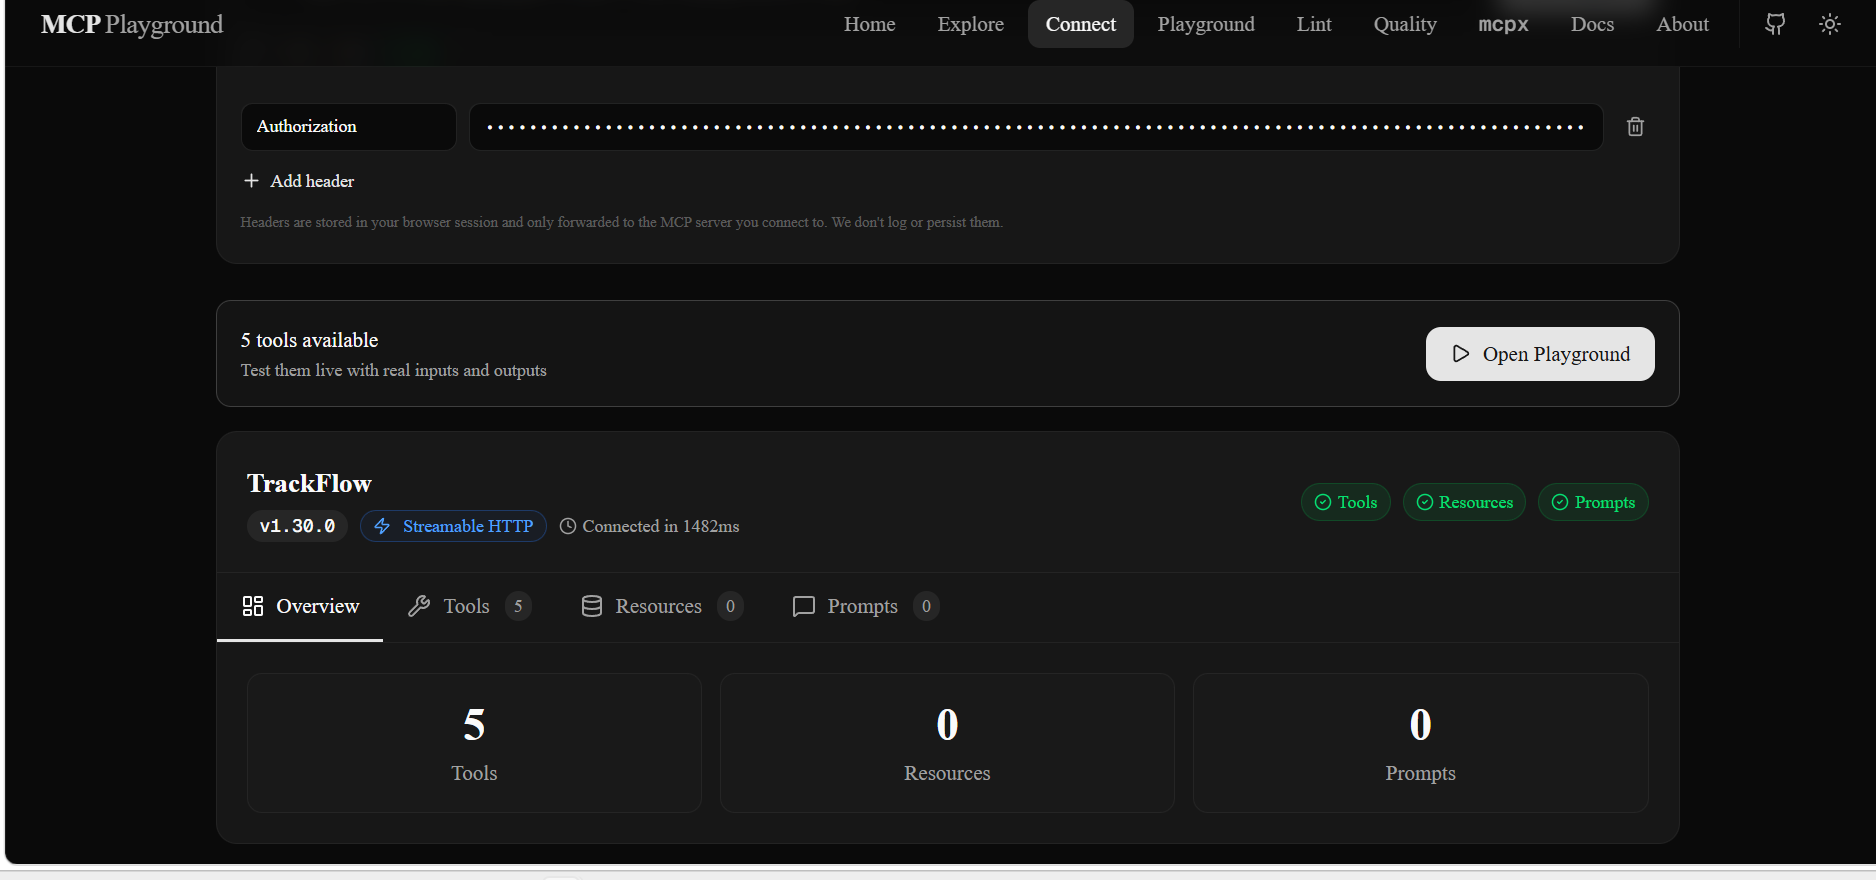 MCP Playground Home Explore Connect Playground Lint Quality mcpx Docs About
Authorization ••••••••••••••••••••••••••••••••••••••••••••••••••••••••••••••••••••••••••••••••••••••••••••••••••••••
+ Add header
Headers are stored in your browser session and only forwarded to the MCP server you connect to. We don't log or persist them.
5 tools available
Test them live with real inputs and outputs
Open Playground
TrackFlow
v1.30.0 Streamable HTTP Connected in 1482ms
Tools Resources Prompts
Overview Tools 5 Resources 0 Prompts 0
5 0 0
Tools Resources Prompts